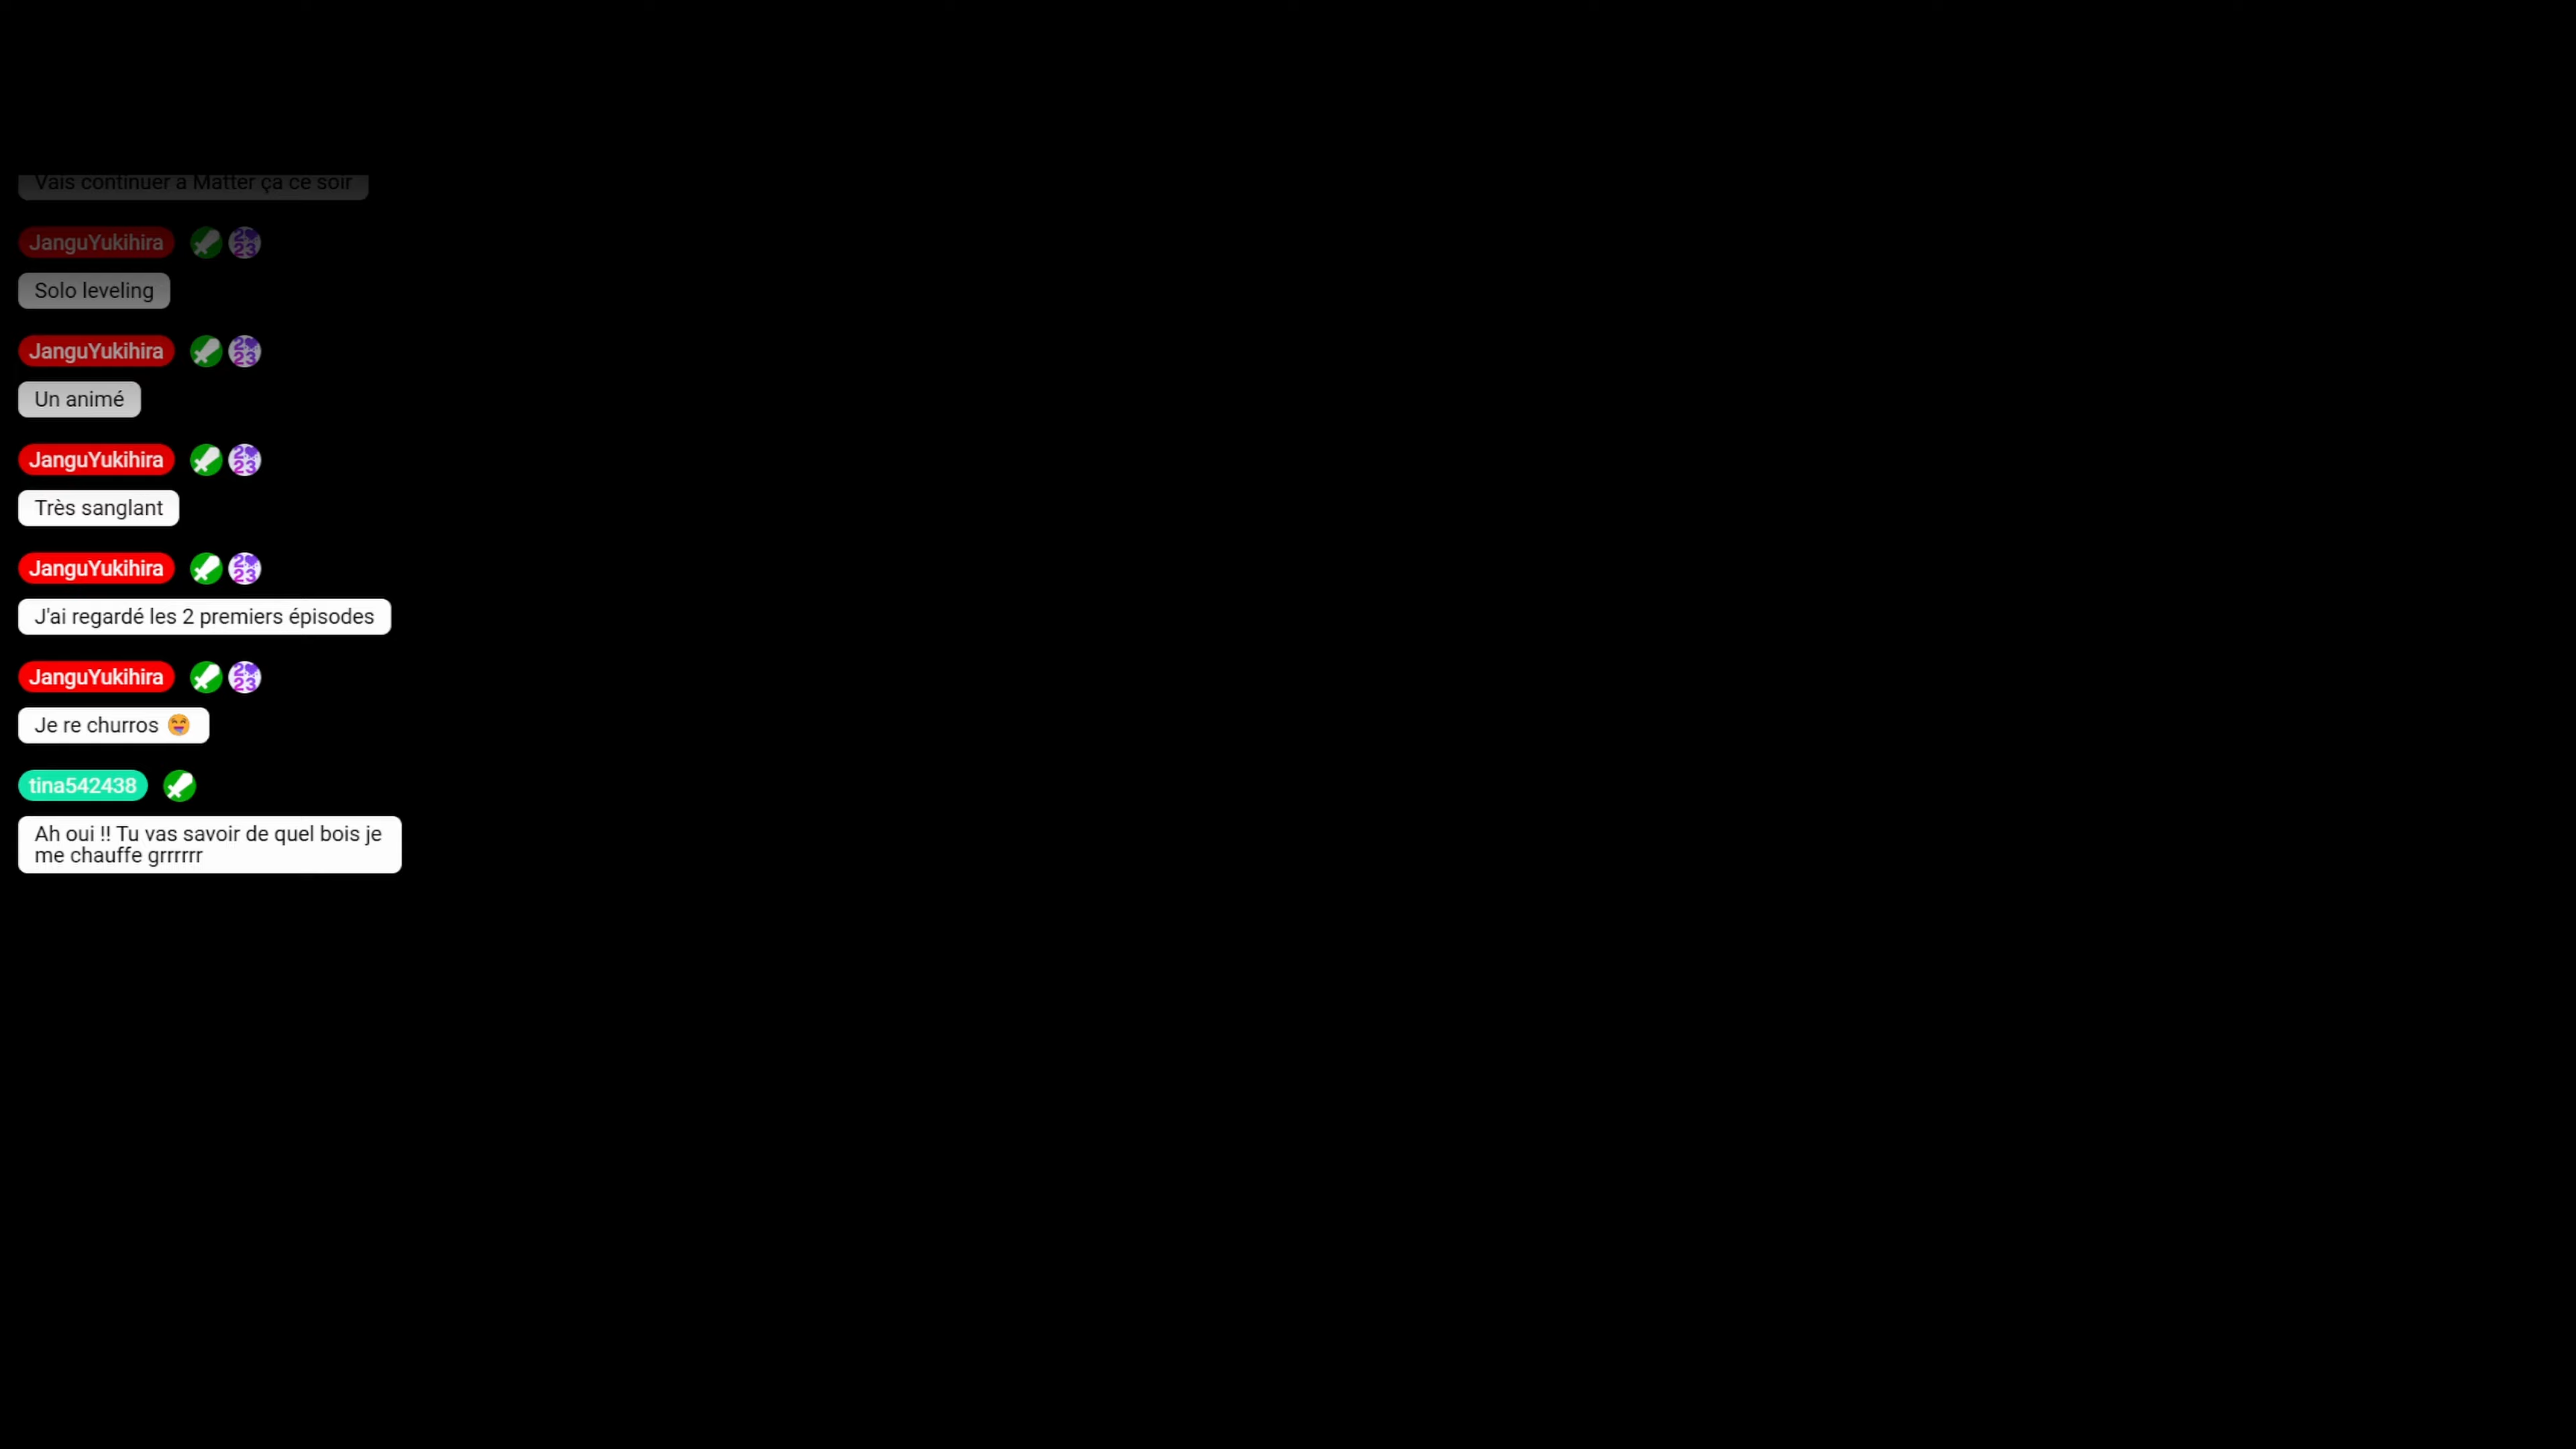 Vais continuer a Matter ça ce soir
JanguYukihira
Solo leveling
JanguYukihira
Un animé
JanguYukihira
Très sanglant
JanguYukihira
J'ai regardé les 2 premiers épisodes
JanguYukihira
Je re churros 😝
tina542438
Ah oui !! Tu vas savoir de quel bois je
me chauffe grrrrrr